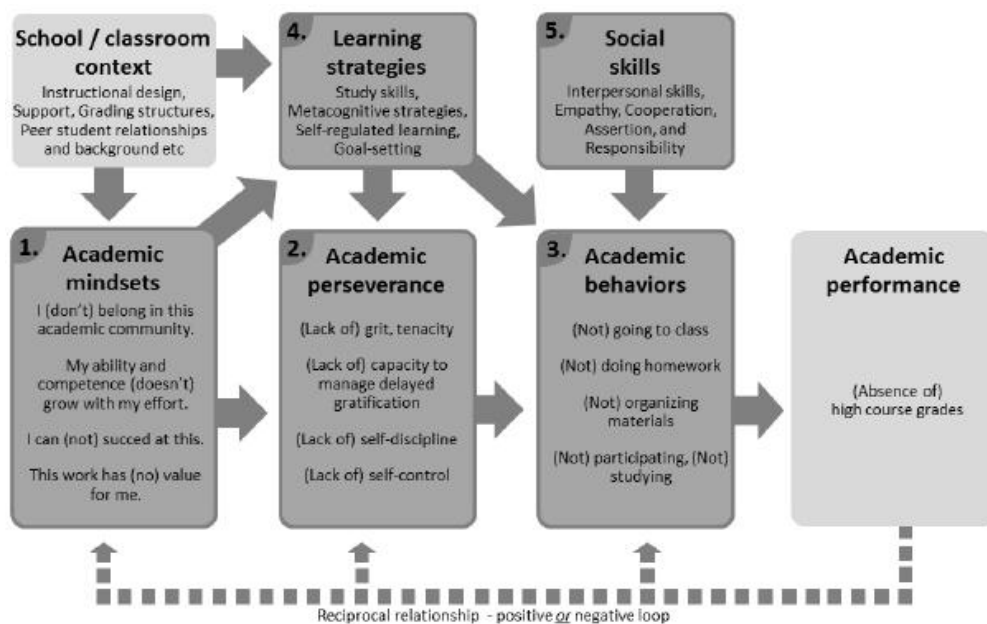 School / classroom
context
Instructional design,
Support, Grading structures,
Peer student relationships
and background etc
4.
Learning
strategies
Study skills,
Metacognitive strategies,
Self-regulated learning,
Goal-setting
5.
Social
skills
Interpersonal skills,
Empathy, Cooperation,
Assertion, and
Responsibility
1.
Academic
mindsets
I (don't) belong in this
academic community.
My ability and
competence (doesn't)
grow with my effort.
I can (not) succed at this.
This work has (no) value
for me.
2.
Academic
perseverance
(Lack of) grit, tenacity
(Lack of) capacity to
manage delayed
gratification
(Lack of) self-discipline
(Lack of) self-control
3.
Academic
behaviors
(Not) going to class
(Not) doing homework
(Not) organizing
materials
(Not) participating, (Not)
studying
Academic
performance
(Absence of)
high course grades
Reciprocal relationship - positive or negative loop